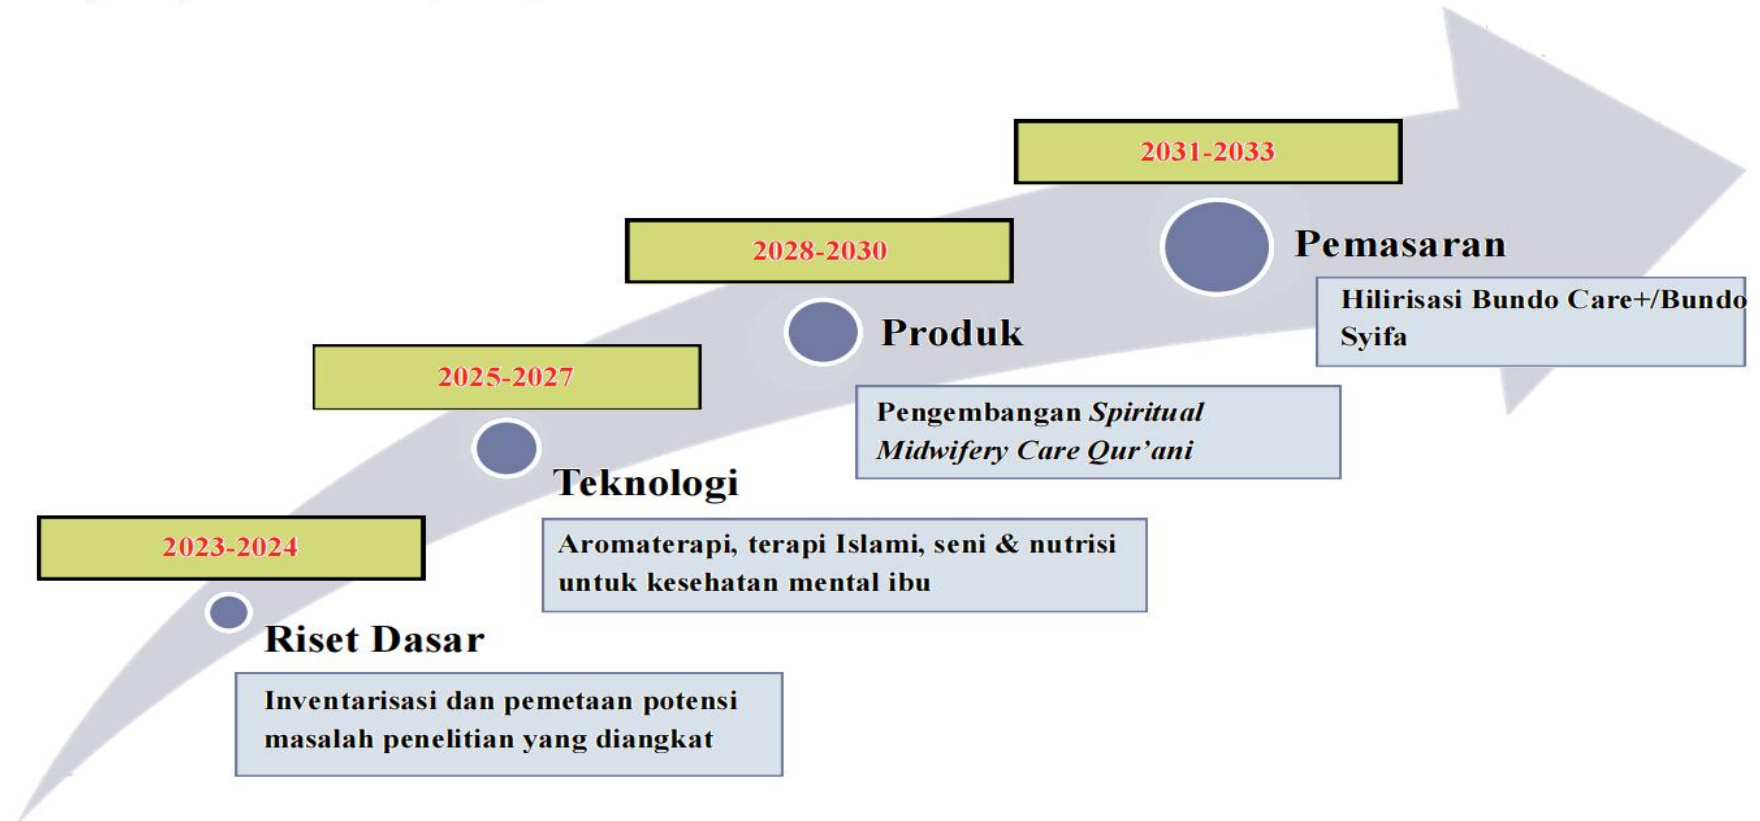 2023-2024
Riset Dasar
Inventarisasi dan pemetaan potensi
masalah penelitian yang diangkat
2025-2027
Teknologi
Aromaterapi, terapi Islami, seni & nutrisi
untuk kesehatan mental ibu
2028-2030
Produk
Pengembangan Spiritual
Midwifery Care Qur’ani
2031-2033
Pemasaran
Hilirisasi Bundo Care+/Bundo
Syifa